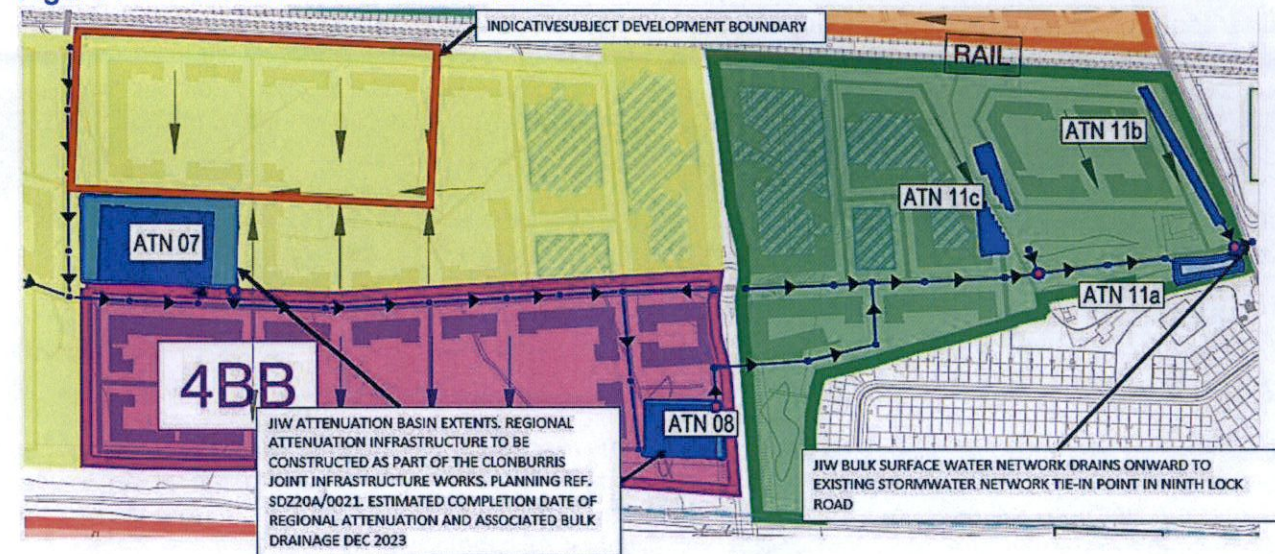 INDICATIVESUBJECT DEVELOPMENT BOUNDARY
RAIL
ATN 11b
ATN 11c
ATN 07
ATN 11a
4BB
ATN 08
JIW ATTENUATION BASIN EXTENTS. REGIONAL
ATTENUATION INFRASTRUCTURE TO BE
CONSTRUCTED AS PART OF THE CLONBURRIS
JOINT INFRASTRUCTURE WORKS. PLANNING REF.
SDZ20A/0021. ESTIMATED COMPLETION DATE OF
REGIONAL ATTENUATION AND ASSOCIATED BULK
DRAINAGE DEC 2023
JIW BULK SURFACE WATER NETWORK DRAINS ONWARD TO
EXISTING STORMWATER NETWORK TIE-IN POINT IN NINTH LOCK
ROAD